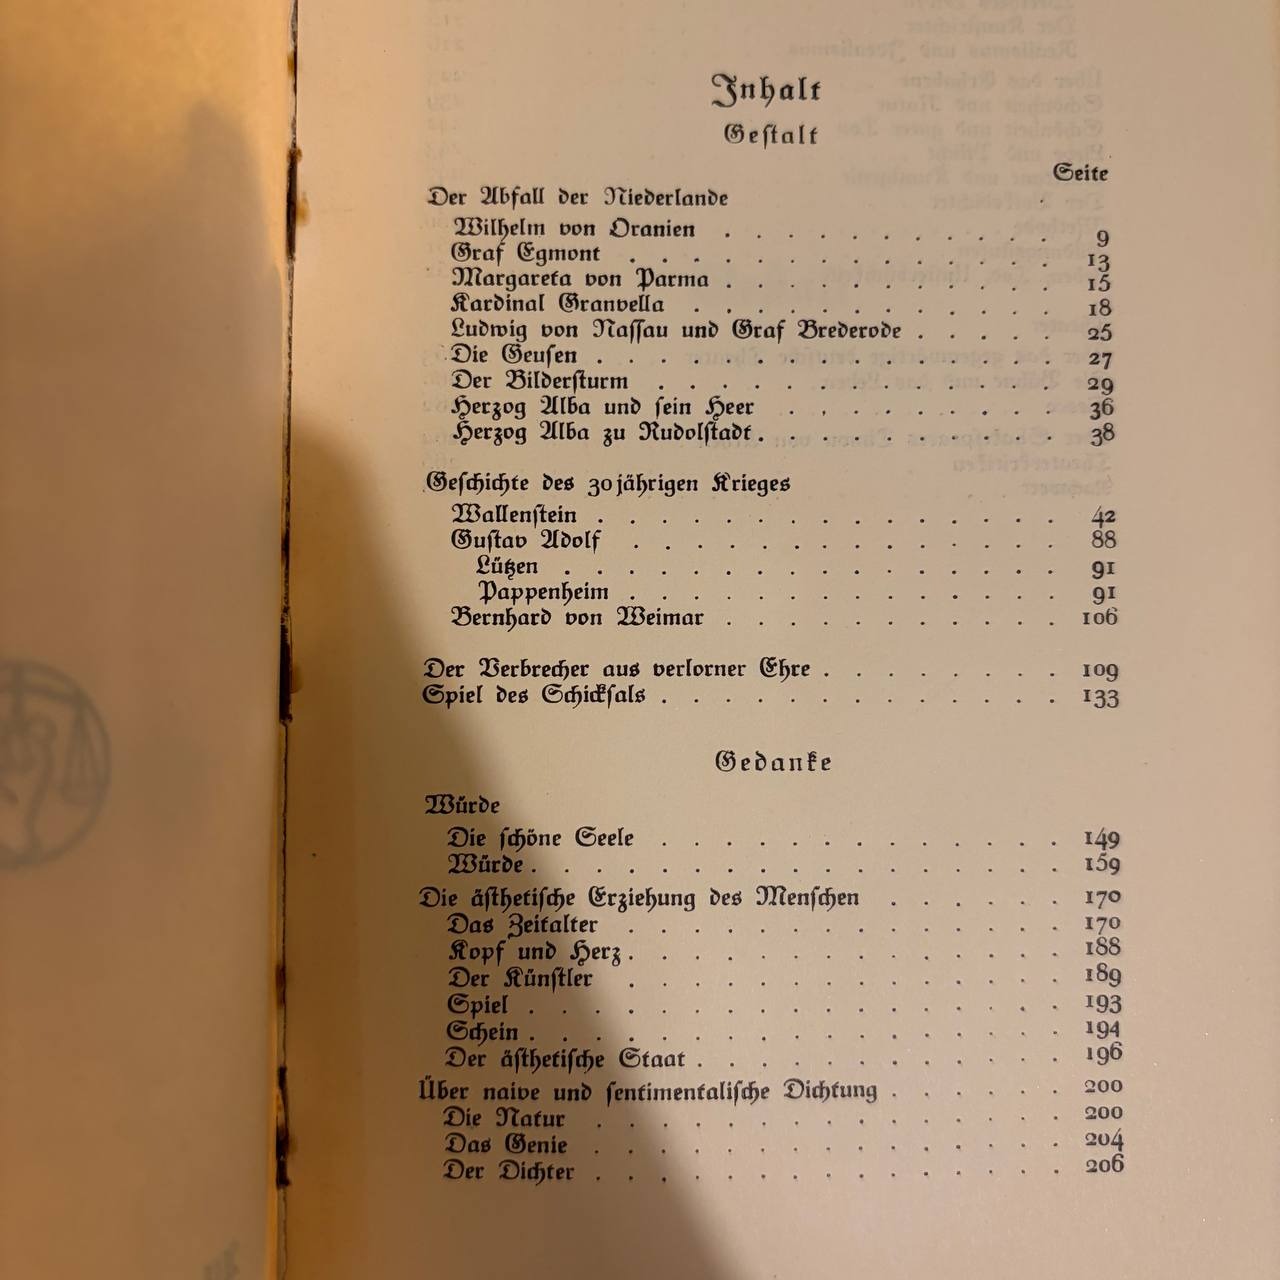 Inhalt
Gestalt
Seite
Der Abfall der Niederlande
Wilhelm von Oranien . . . . . . . . . . . 9
Graf Egmont . . . . . . . . . . . . . . 13
Margareta von Parma . . . . . . . . . . . 15
Kardinal Granvella . . . . . . . . . . . . 18
Ludwig von Nassau und Graf Brederode . . . . . 25
Die Geusen . . . . . . . . . . . . . . . 27
Der Bildersturm . . . . . . . . . . . . . 29
Herzog Alba und sein Heer . . . . . . . . . 36
Herzog Alba zu Rudolstadt . . . . . . . . . . 38
Geschichte des 30jährigen Krieges
Wallenstein . . . . . . . . . . . . . . . 42
Gustav Adolf . . . . . . . . . . . . . . 88
Lützen . . . . . . . . . . . . . . . . 91
Pappenheim . . . . . . . . . . . . . . 91
Bernhard von Weimar . . . . . . . . . . . 106
Der Verbrecher aus verlorner Ehre . . . . . . . . 109
Spiel des Schicksals . . . . . . . . . . . . . 133
Gedanke
Würde
Die schöne Seele . . . . . . . . . . . . . 149
Würde . . . . . . . . . . . . . . . . . 159
Die ästhetische Erziehung des Menschen . . . . . . 170
Das Zeitalter . . . . . . . . . . . . . . 170
Kopf und Herz . . . . . . . . . . . . . . 188
Der Künstler . . . . . . . . . . . . . . 189
Spiel . . . . . . . . . . . . . . . . . 193
Schein . . . . . . . . . . . . . . . . . 194
Der ästhetische Staat . . . . . . . . . . . . 196
Über naive und sentimentalische Dichtung . . . . . . 200
Die Natur . . . . . . . . . . . . . . . 200
Das Genie . . . . . . . . . . . . . . . 204
Der Dichter . . . . . . . . . . . . . . . 206